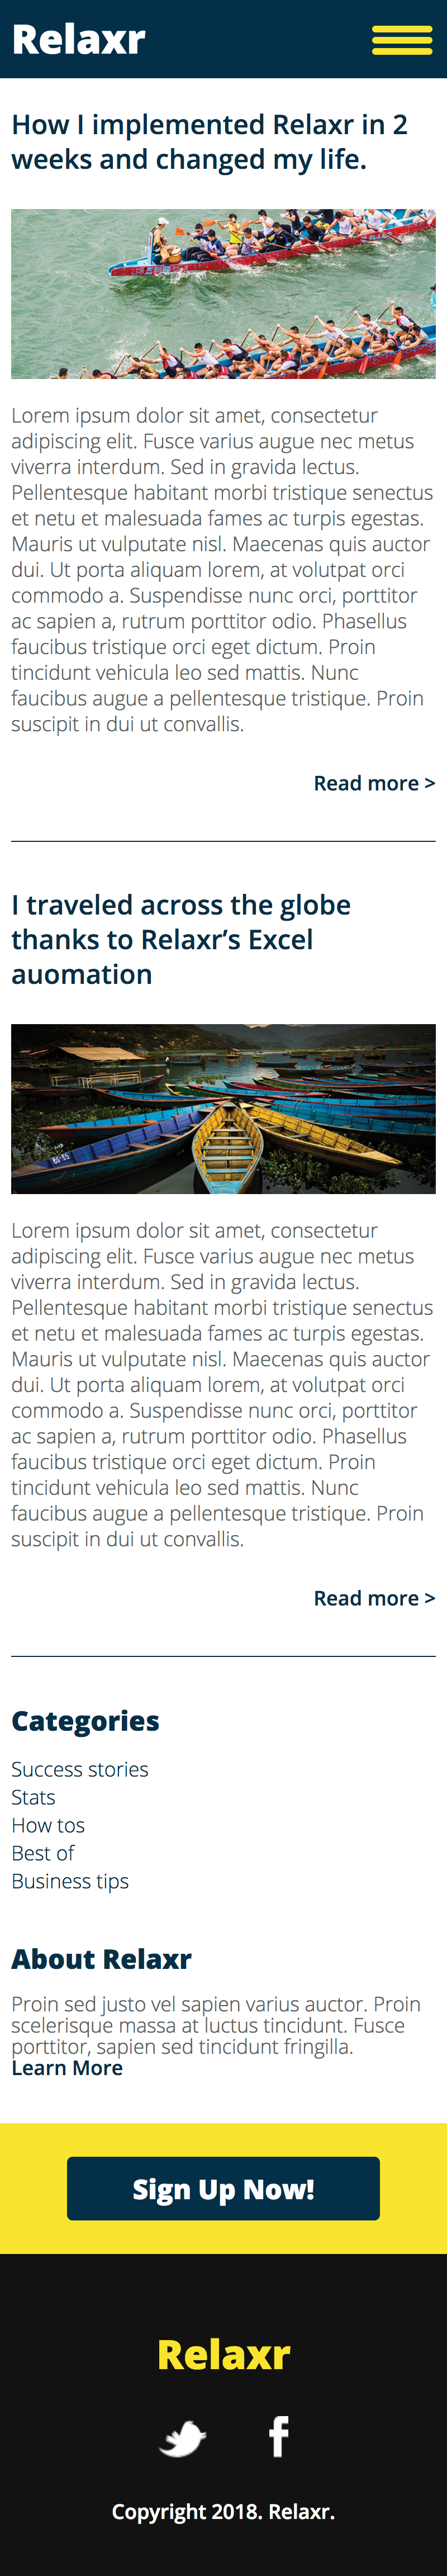 Relaxr
How I implemented Relaxr in 2
weeks and changed my life.
Lorem ipsum dolor sit amet, consectetur
adipiscing elit. Fusce varius augue nec metus
viverra interdum. Sed in gravida lectus.
Pellentesque habitant morbi tristique senectus
et netu et malesuada fames ac turpis egestas.
Mauris ut vulputate nisl. Maecenas quis auctor
dui. Ut porta aliquam lorem, at volutpat orci
commodo a. Suspendisse nunc orci, porttitor
ac sapien a, rutrum porttitor odio. Phasellus
faucibus tristique orci eget dictum. Proin
tincidunt vehicula leo sed mattis. Nunc
faucibus augue a pellentesque tristique. Proin
suscipit in dui ut convallis.
Read more >
I traveled across the globe
thanks to Relaxr’s Excel
auomation
Lorem ipsum dolor sit amet, consectetur
adipiscing elit. Fusce varius augue nec metus
viverra interdum. Sed in gravida lectus.
Pellentesque habitant morbi tristique senectus
et netu et malesuada fames ac turpis egestas.
Mauris ut vulputate nisl. Maecenas quis auctor
dui. Ut porta aliquam lorem, at volutpat orci
commodo a. Suspendisse nunc orci, porttitor
ac sapien a, rutrum porttitor odio. Phasellus
faucibus tristique orci eget dictum. Proin
tincidunt vehicula leo sed mattis. Nunc
faucibus augue a pellentesque tristique. Proin
suscipit in dui ut convallis.
Read more >
Categories
Success stories
Stats
How tos
Best of
Business tips
About Relaxr
Proin sed justo vel sapien varius auctor. Proin
scelerisque massa at luctus tincidunt. Fusce
porttitor, sapien sed tincidunt fringilla.
Learn More
Sign Up Now!
Relaxr
Copyright 2018. Relaxr.